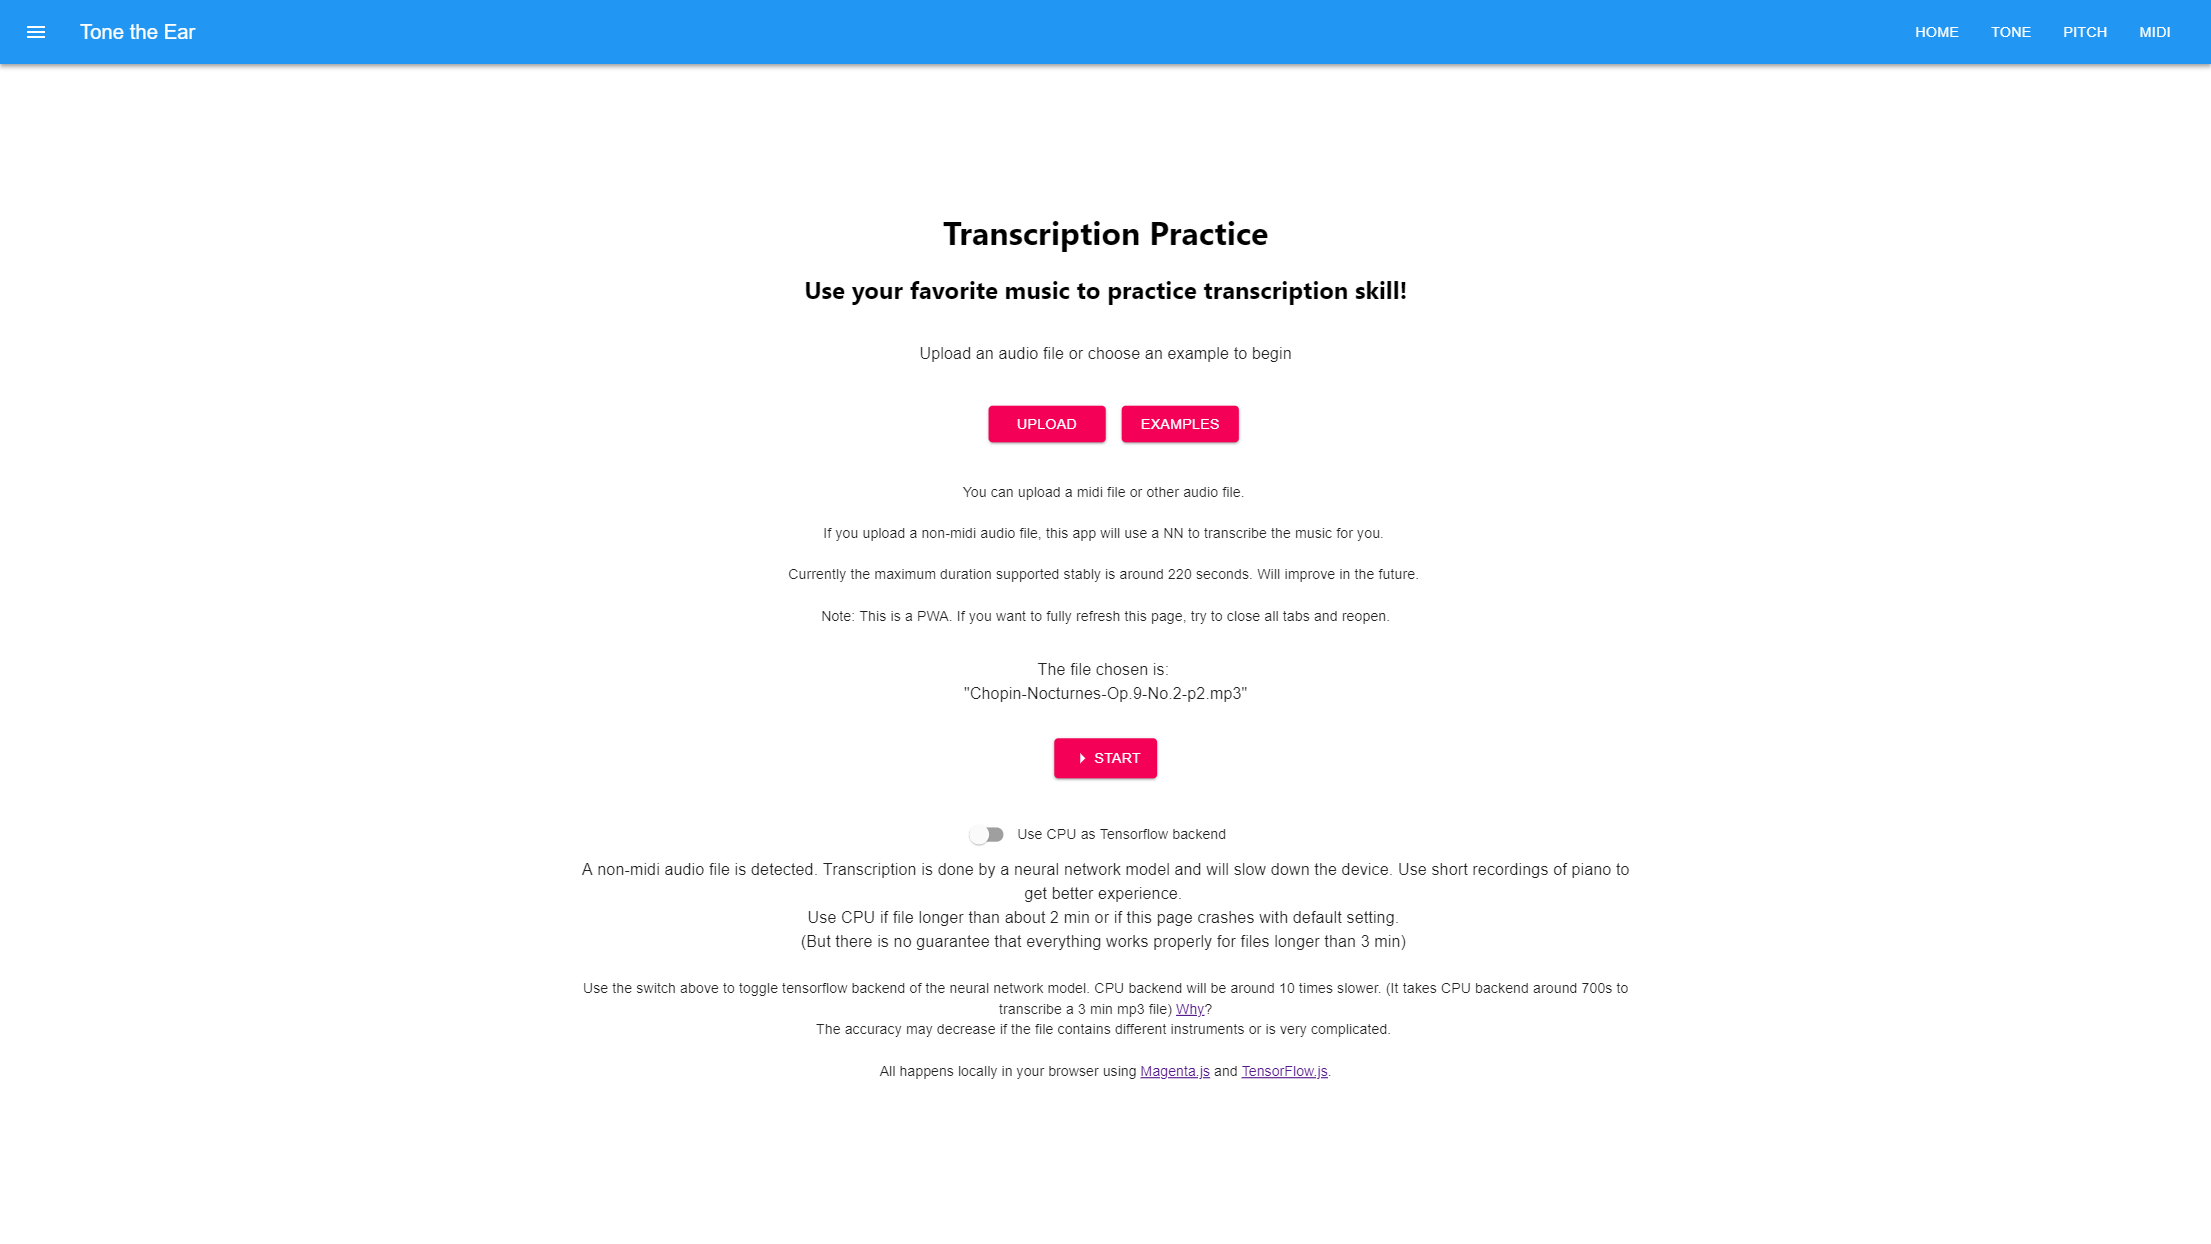 Tone the Ear
HOME TONE PITCH MIDI
Transcription Practice
Use your favorite music to practice transcription skill!
Upload an audio file or choose an example to begin
UPLOAD EXAMPLES
You can upload a midi file or other audio file.
If you upload a non-midi audio file, this app will use a NN to transcribe the music for you.
Currently the maximum duration supported stably is around 220 seconds. Will improve in the future.
Note: This is a PWA. If you want to fully refresh this page, try to close all tabs and reopen.
The file chosen is:
"Chopin-Nocturnes-Op.9-No.2-p2.mp3"
START
Use CPU as Tensorflow backend
A non-midi audio file is detected. Transcription is done by a neural network model and will slow down the device. Use short recordings of piano to
get better experience.
Use CPU if file longer than about 2 min or if this page crashes with default setting.
(But there is no guarantee that everything works properly for files longer than 3 min)
Use the switch above to toggle tensorflow backend of the neural network model. CPU backend will be around 10 times slower. (It takes CPU backend around 700s to
transcribe a 3 min mp3 file) Why?
The accuracy may decrease if the file contains different instruments or is very complicated.
All happens locally in your browser using Magenta.js and TensorFlow.js.